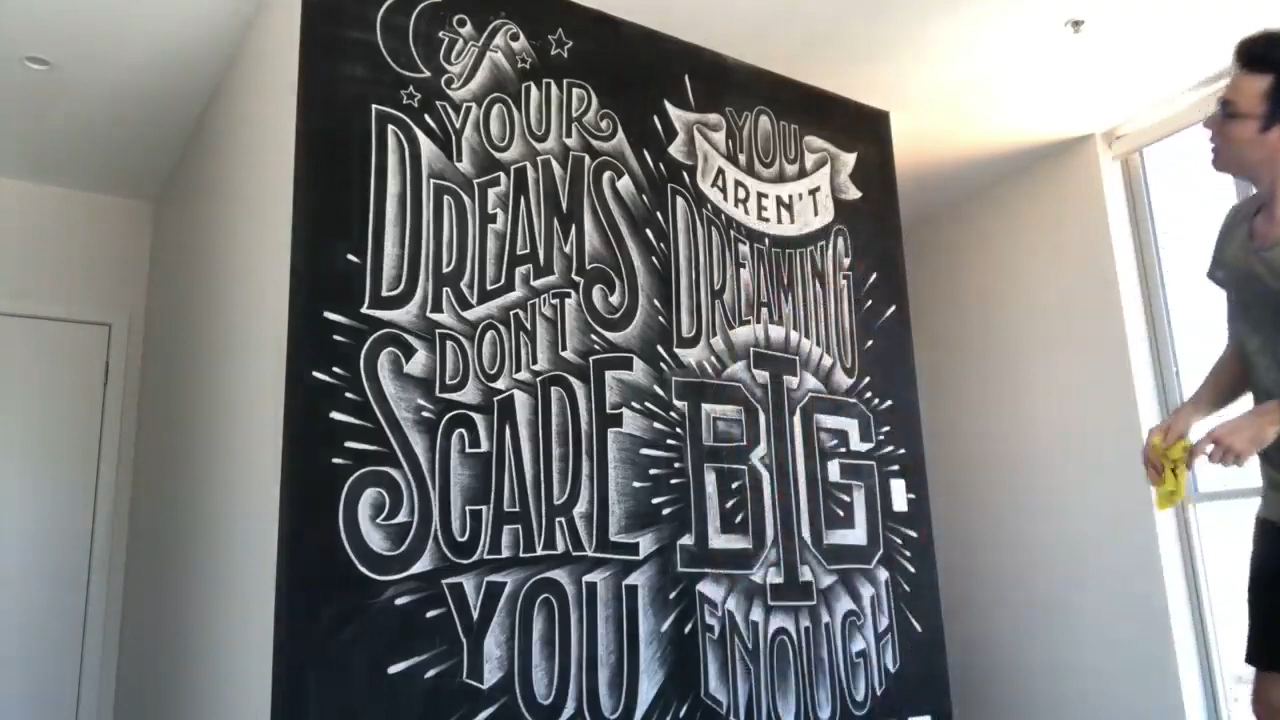 if
YOUR
DREAMS
DON'T
SCARE
YOU
YOU
AREN'T
DREAMING
BIG
ENOUGH